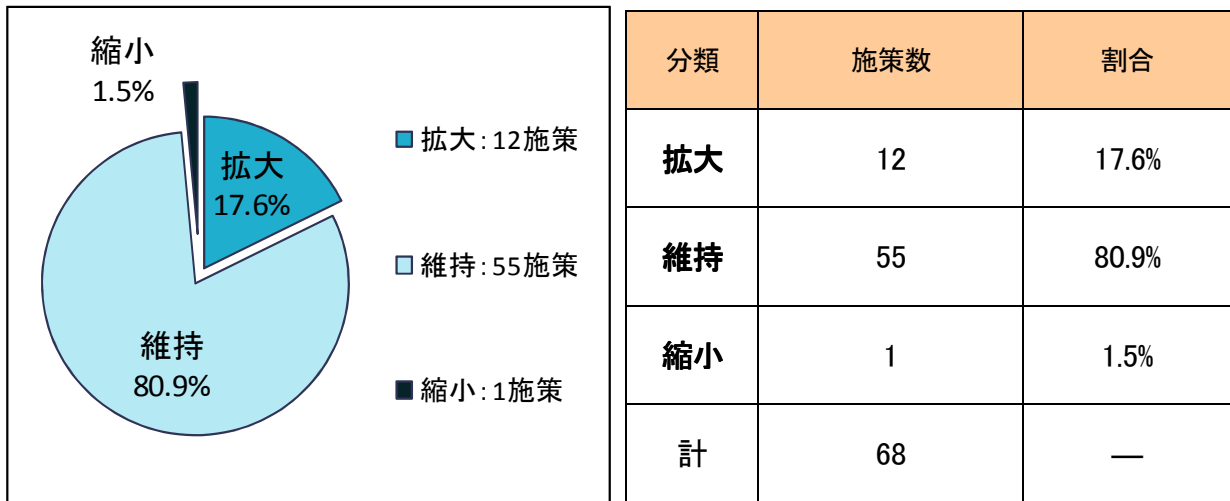 縮小
1.5%
拡大
17.6%
維持
80.9%
拡大:12施策
維持:55施策
縮小:1施策
分類 施策数 割合
拡大 12 17.6%
維持 55 80.9%
縮小 1 1.5%
計 68 ―